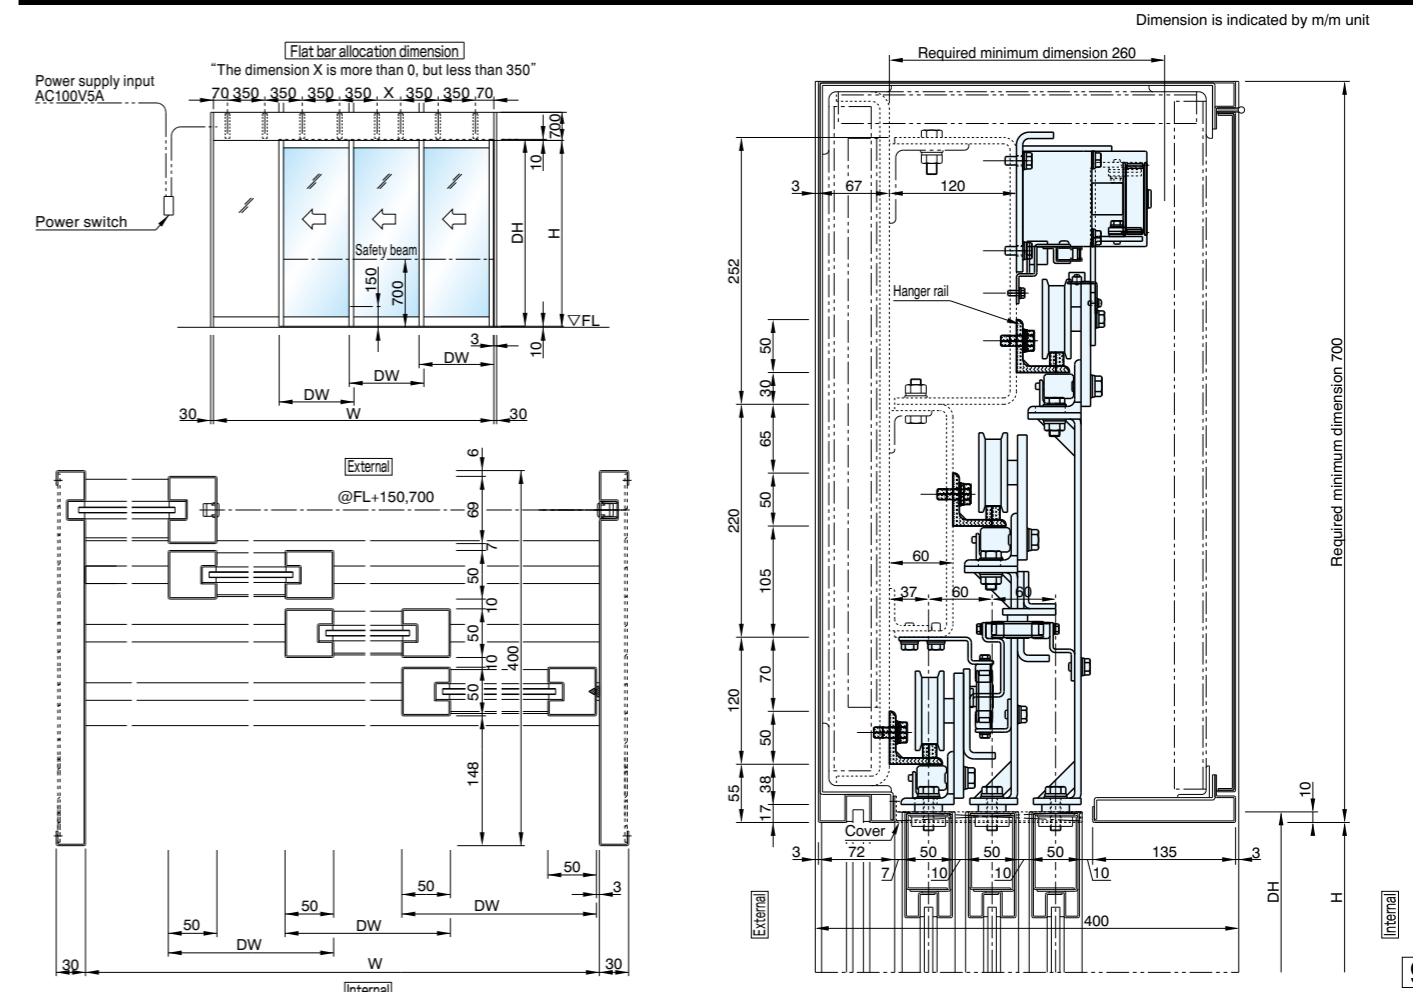 Dimension is indicated by m/m unit
Flat bar allocation dimension
“The dimension X is more than 0, but less than 350”
Power supply input
AC100V5A
70 350 350 350 350 X 350 350 70
700
10
Power switch
Safety beam
150
700
DH
H
▽FL
3
10
DW
DW
DW
30
W
30
External
@FL+150,700
6
69
7
50
10
50
10
50
400
148
50
3
50
DW
50
DW
50
DW
30
W
30
Internal
Required minimum dimension 260
3
67
120
252
Hanger rail
50
30
65
50
220
60
105
37
60
60
120
70
50
55
38
17
Cover
Required minimum dimension 700
10
3
72
50
50
50
135
3
7
10
10
10
External
400
DH
H
Internal